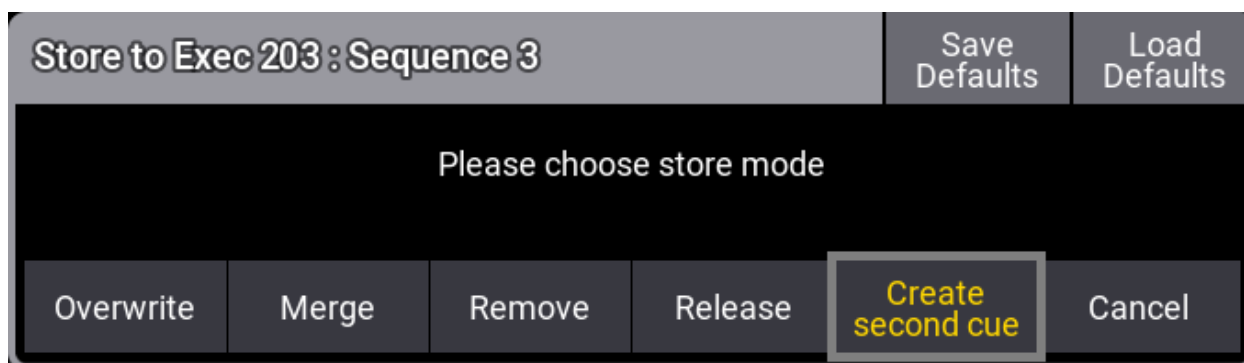 Store to Exec 203 : Sequence 3
Save
Defaults
Load
Defaults
Please choose store mode
Overwrite
Merge
Remove
Release
Create
second cue
Cancel